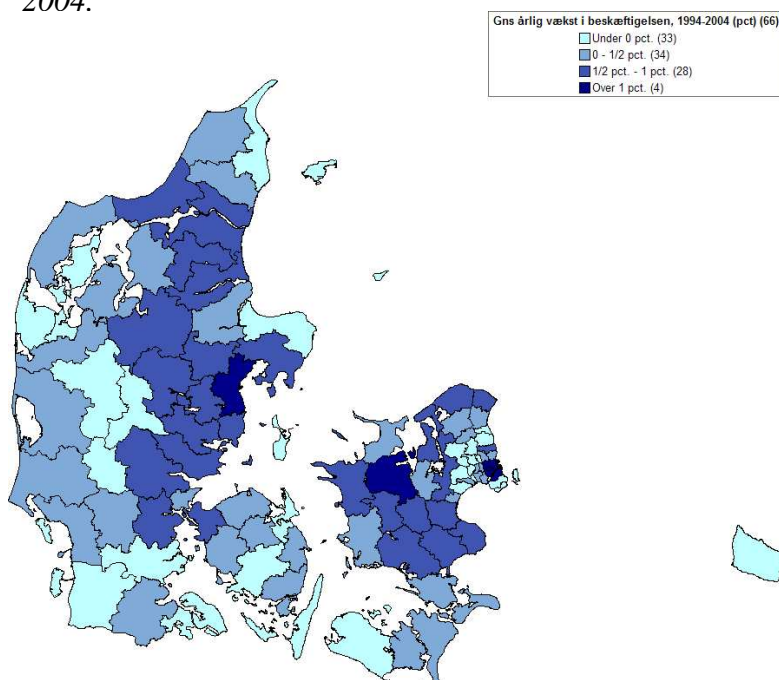 2004.
Gns årlig vækst i beskæftigelsen, 1994-2004 (pct) (66)
Under 0 pct. (33)
0 - 1/2 pct. (34)
1/2 pct. - 1 pct. (28)
Over 1 pct. (4)